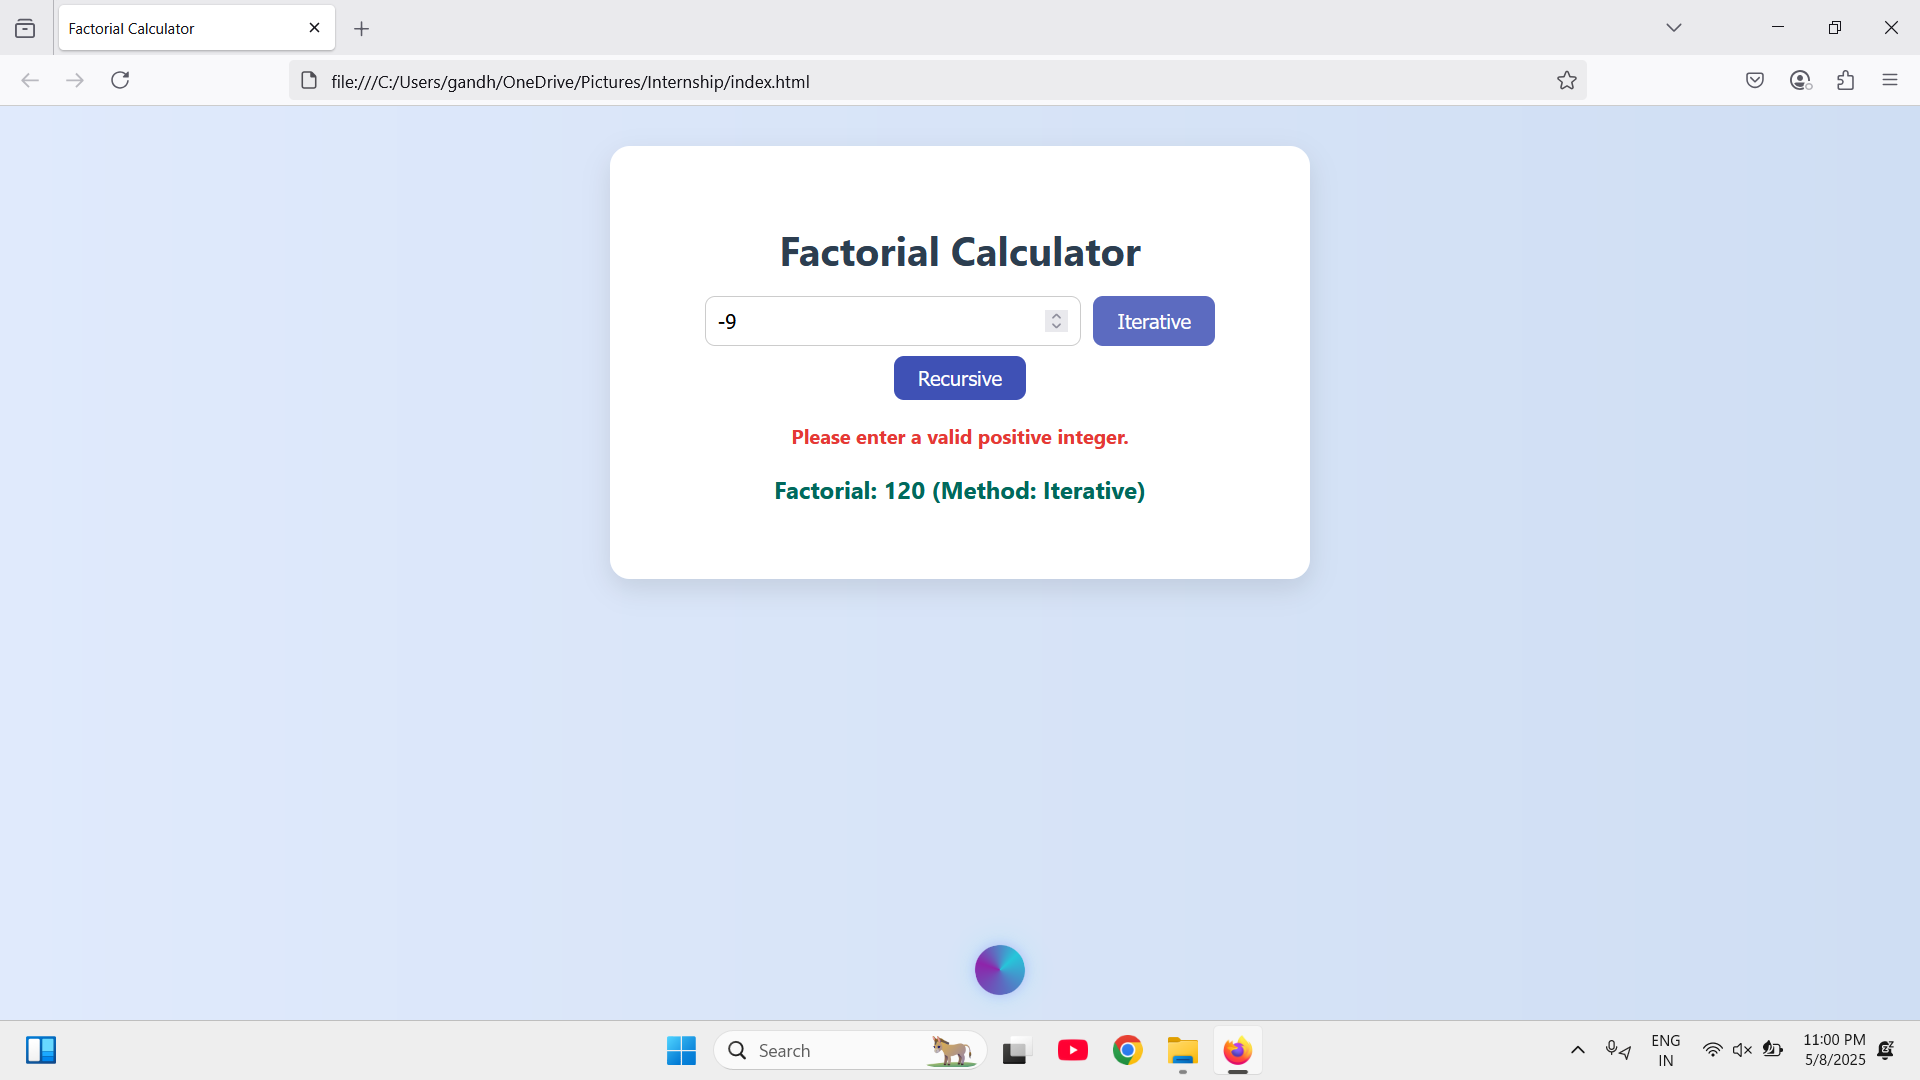 Factorial Calculator
file:///C:/Users/gandh/OneDrive/Pictures/Internship/index.html
Factorial Calculator
-9
Iterative
Recursive
Please enter a valid positive integer.
Factorial: 120 (Method: Iterative)
Search
ENG
IN
11:00 PM
5/8/2025